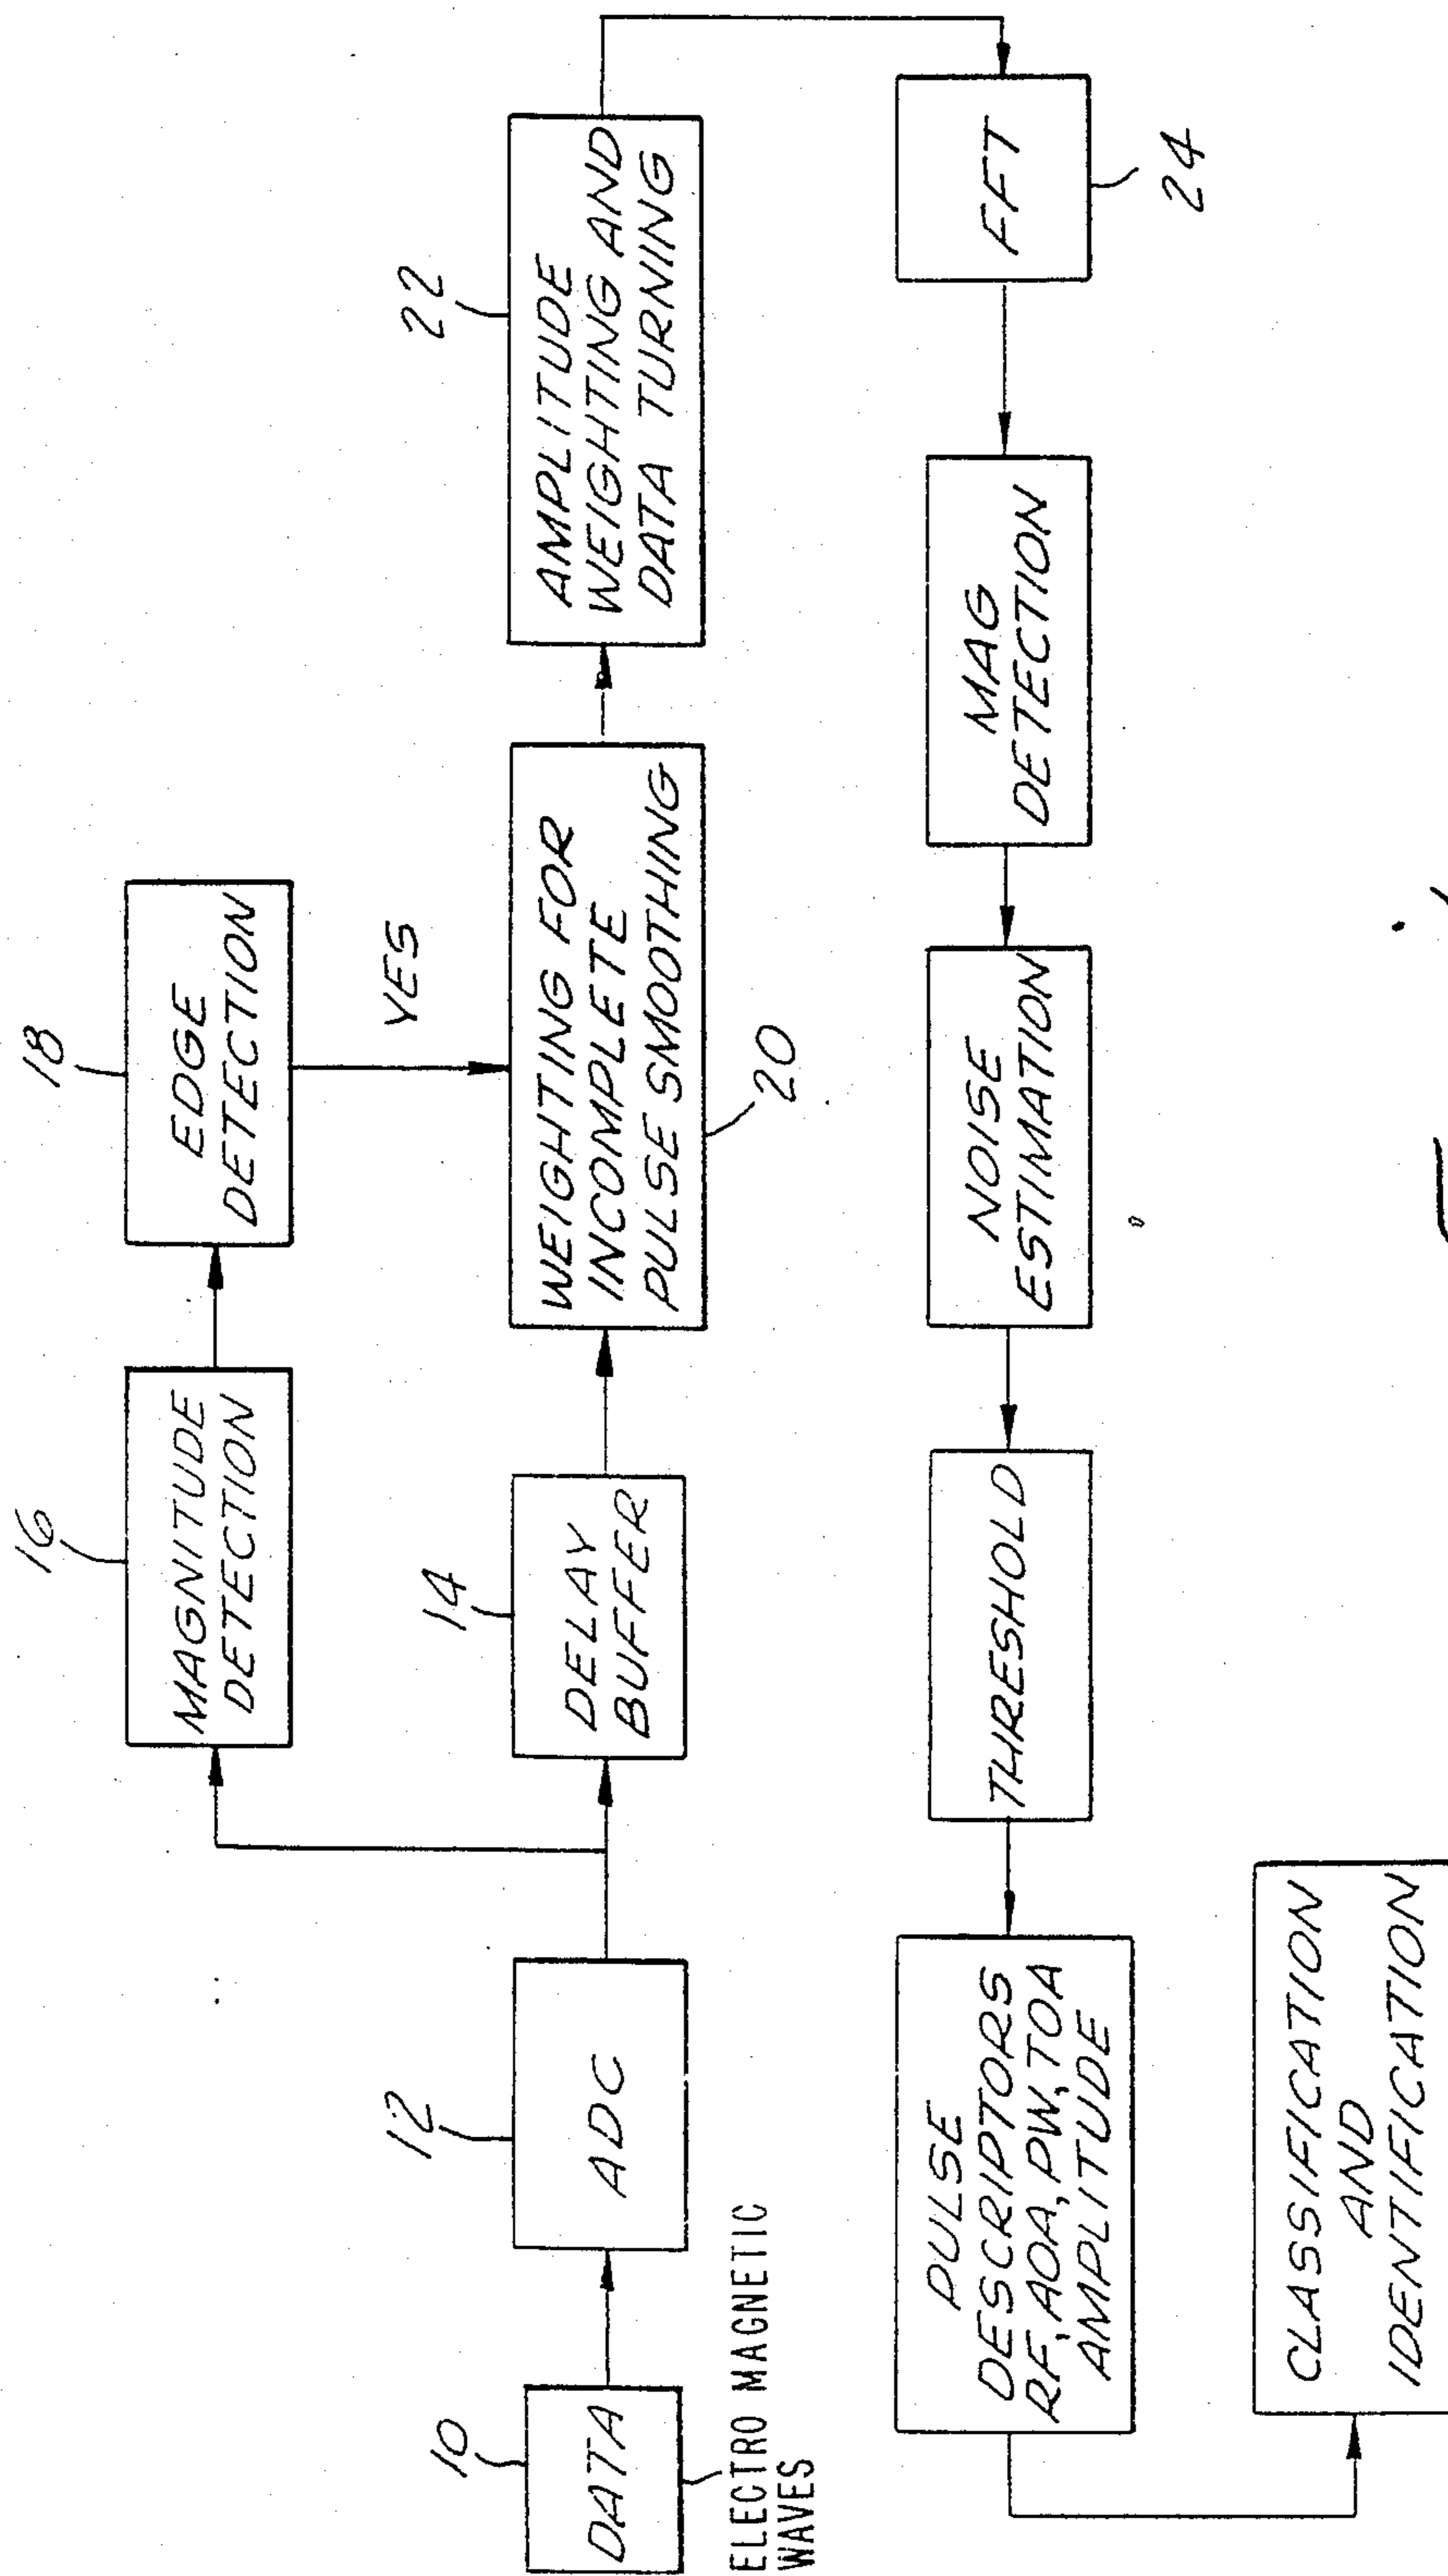 16
MAGNITUDE
DETECTION
18
EDGE
DETECTION
YES
10
DATA
ELECTRO MAGNETIC
WAVES
12
ADC
14
DELAY
BUFFER
WEIGHTING FOR
INCOMPLETE
PULSE SMOOTHING
20
22
AMPLITUDE
WEIGHTING AND
DATA TURNING
FFT
24
MAG
DETECTION
NOISE
ESTIMATION
THRESHOLD
PULSE
DESCRIPTORS
RF, AOA, PW, TOA
AMPLITUDE
CLASSIFICATION
AND
IDENTIFICATION